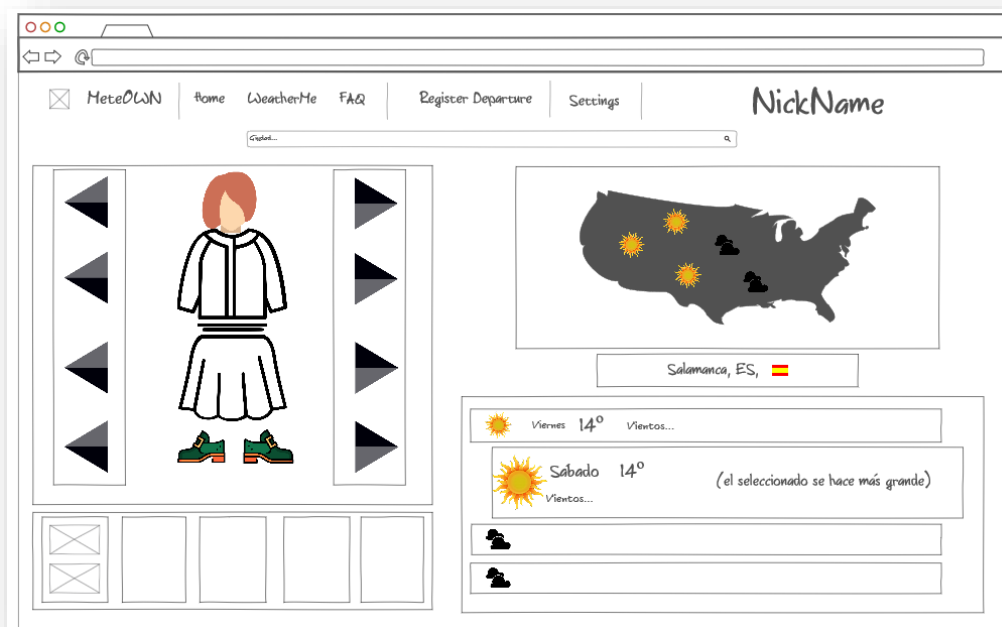 MeteOWN Home WeatherMe FAQ Register Departure Settings NickName
Ciudad...
Salamanca, ES,
Viernes 14º Vientos...
Sábado 14º
(el seleccionado se hace más grande)
Vientos...